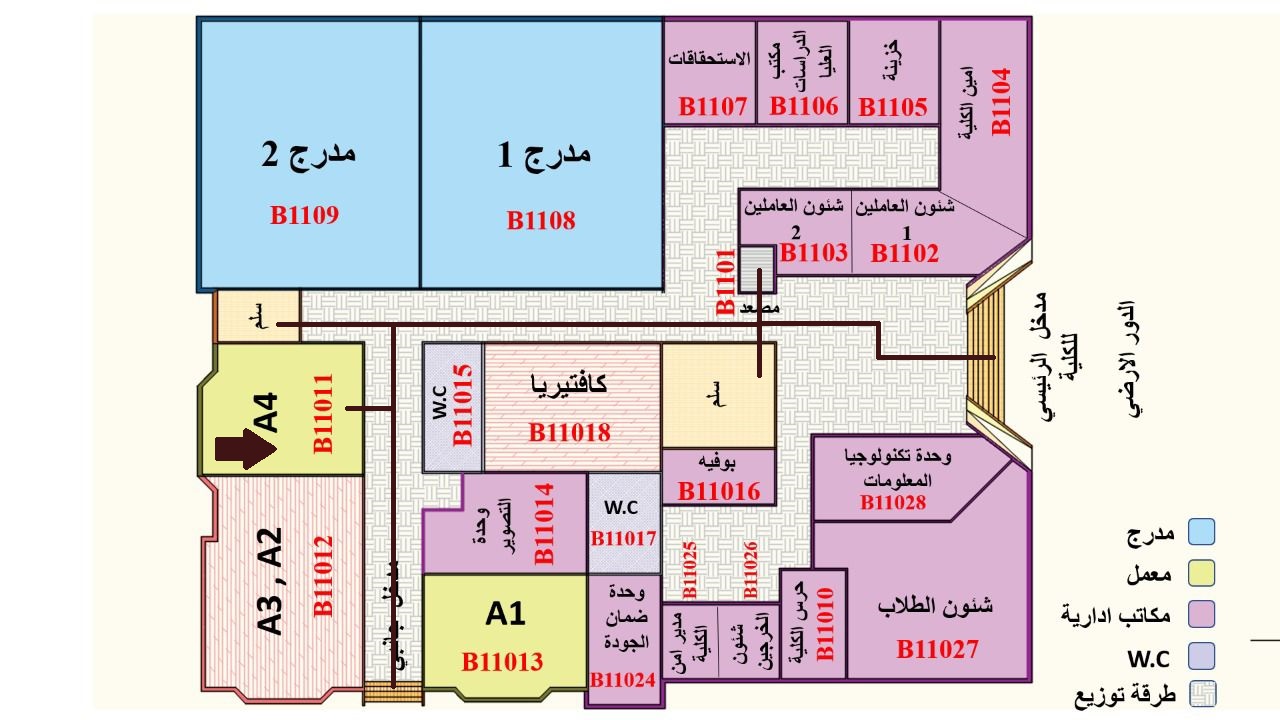 مدرج 2
B1109
مدرج 1
B1108
الاستحقاقات
B1107
مكتب
الدراسات
العليا
B1106
خزينة
B1105
امين الكلية
B1104
شئون العاملين
2
B1103
شئون العاملين
1
B1102
B1101
مصعد
سلم
مدخل الرئيسي
للكلية
الدور الارضي
A4
B11011
W.C
B11015
كافتيريا
B11018
سلم
بوفيه
B11016
وحدة تكنولوجيا
المعلومات
B11028
A3 , A2
B11012
مدخل جانبي
وحدة
التصوير
B11014
W.C
B11017
B11025
B11026
A1
B11013
وحدة
ضمان
الجودة
B11024
مدير امن
الكلية
شئون
الخرجين
حرس الكلية
B11010
شئون الطلاب
B11027
مدرج
معمل
مكاتب ادارية
W.C
طرقة توزيع